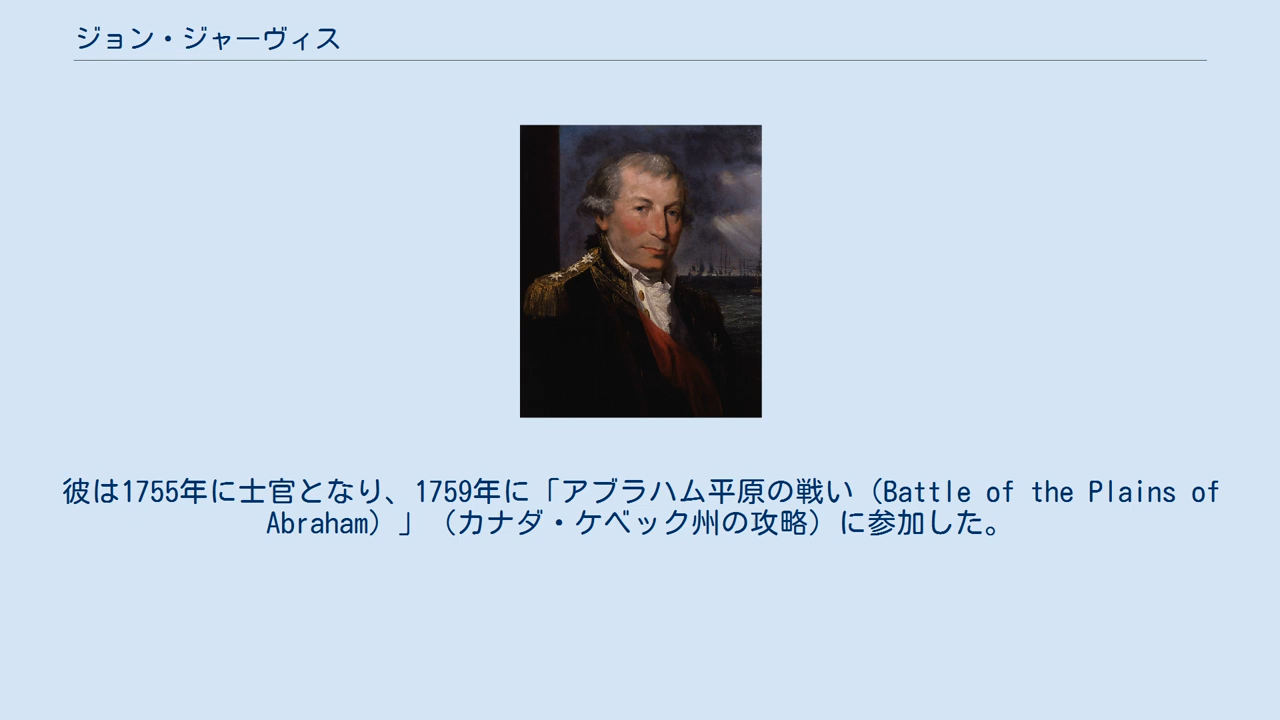 ジョン・ジャーヴィス
彼は1755年に士官となり、1759年に「アブラハム平原の戦い（Battle of the Plains of
Abraham）」（カナダ・ケベック州の攻略）に参加した。